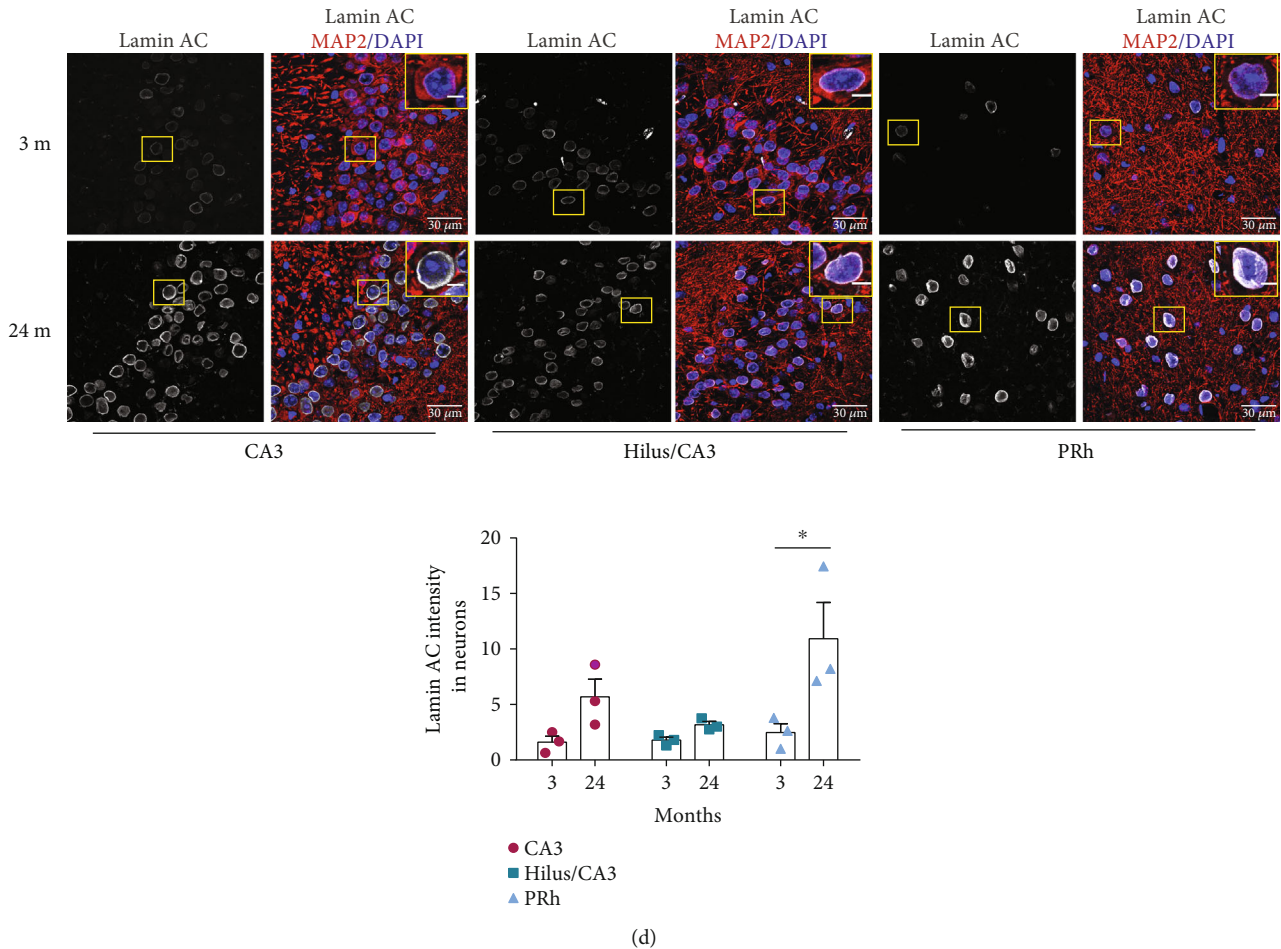 Lamin AC
Lamin AC
MAP2/DAPI
Lamin AC
Lamin AC
MAP2/DAPI
Lamin AC
Lamin AC
MAP2/DAPI
3 m
30 µm
30 µm
30 µm
24 m
30 µm
30 µm
30 µm
CA3
Hilus/CA3
PRh
Lamin AC intensity
in neurons
20
15
10
5
0
*
3
24
3
24
3
24
Months
CA3
Hilus/CA3
PRh
(d)